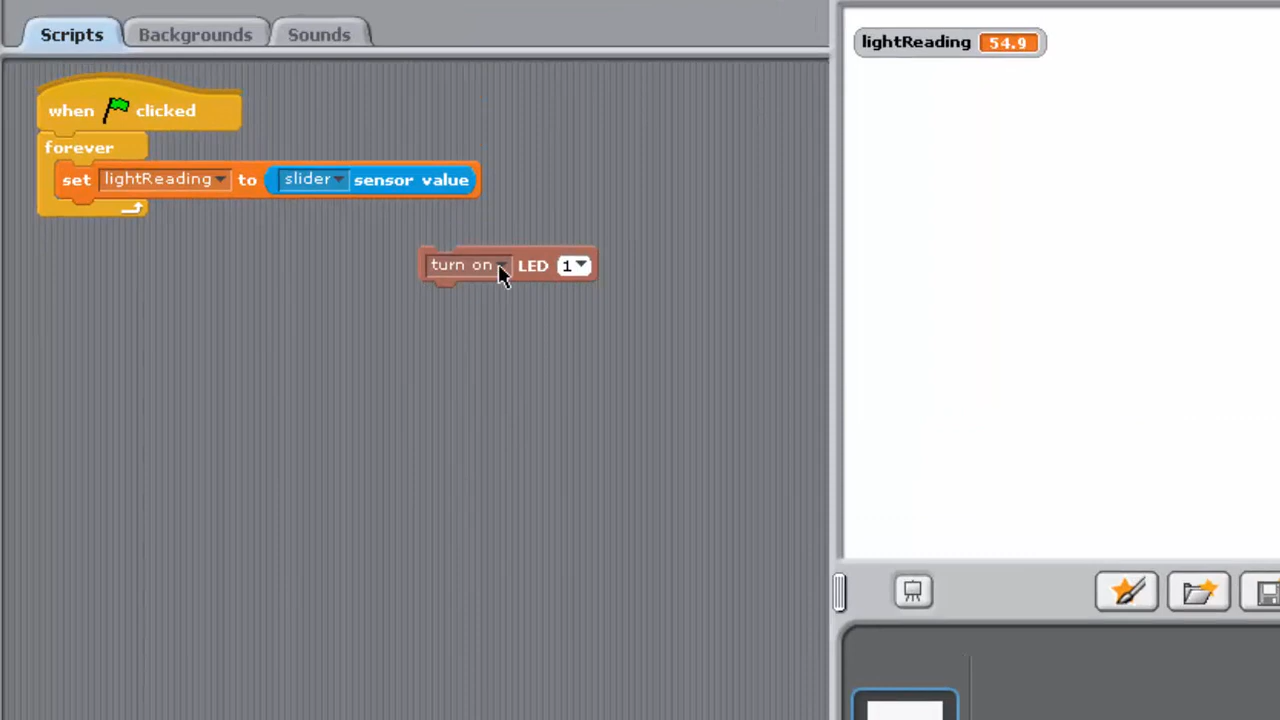 Scripts Backgrounds Sounds
lightReading 54.9
when clicked
forever
set lightReading to slider sensor value
turn on LED 1